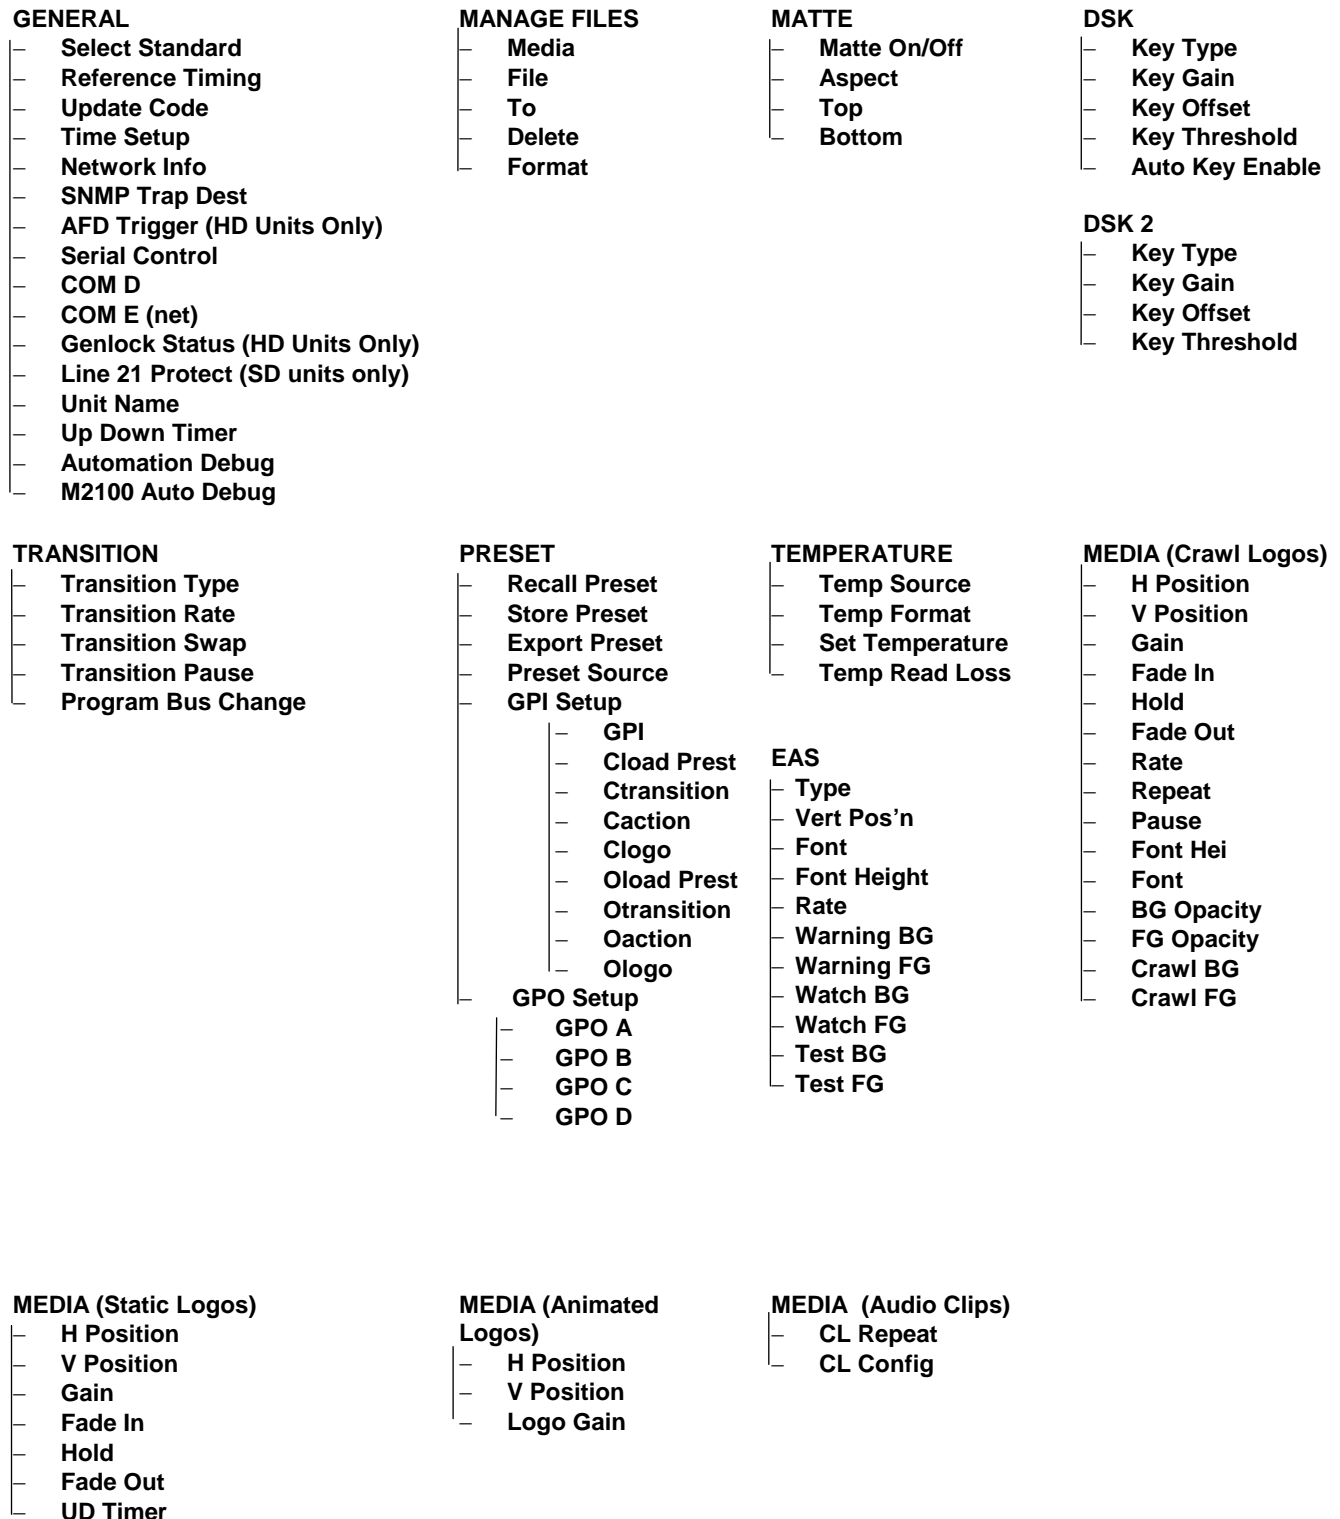 GENERAL
Select Standard
Reference Timing
Update Code
Time Setup
Network Info
SNMP Trap Dest
AFD Trigger (HD Units Only)
Serial Control
COM D
COM E (net)
Genlock Status (HD Units Only)
Line 21 Protect (SD units only)
Unit Name
Up Down Timer
Automation Debug
M2100 Auto Debug
MANAGE FILES
Media
File
To
Delete
Format
MATTE
Matte On/Off
Aspect
Top
Bottom
DSK
Key Type
Key Gain
Key Offset
Key Threshold
Auto Key Enable
DSK 2
Key Type
Key Gain
Key Offset
Key Threshold
TRANSITION
Transition Type
Transition Rate
Transition Swap
Transition Pause
Program Bus Change
PRESET
Recall Preset
Store Preset
Export Preset
Preset Source
GPI Setup
GPI
Cload Prest
Ctransition
Caction
Clogo
Oload Prest
Otransition
Oaction
Ologo
GPO Setup
GPO A
GPO B
GPO C
GPO D
TEMPERATURE
Temp Source
Temp Format
Set Temperature
Temp Read Loss
EAS
Type
Vert Pos’n
Font
Font Height
Rate
Warning BG
Warning FG
Watch BG
Watch FG
Test BG
Test FG
MEDIA (Crawl Logos)
H Position
V Position
Gain
Fade In
Hold
Fade Out
Rate
Repeat
Pause
Font Hei
Font
BG Opacity
FG Opacity
Crawl BG
Crawl FG
MEDIA (Static Logos)
H Position
V Position
Gain
Fade In
Hold
Fade Out
UD Timer
MEDIA (Animated
Logos)
H Position
V Position
Logo Gain
MEDIA (Audio Clips)
CL Repeat
CL Config